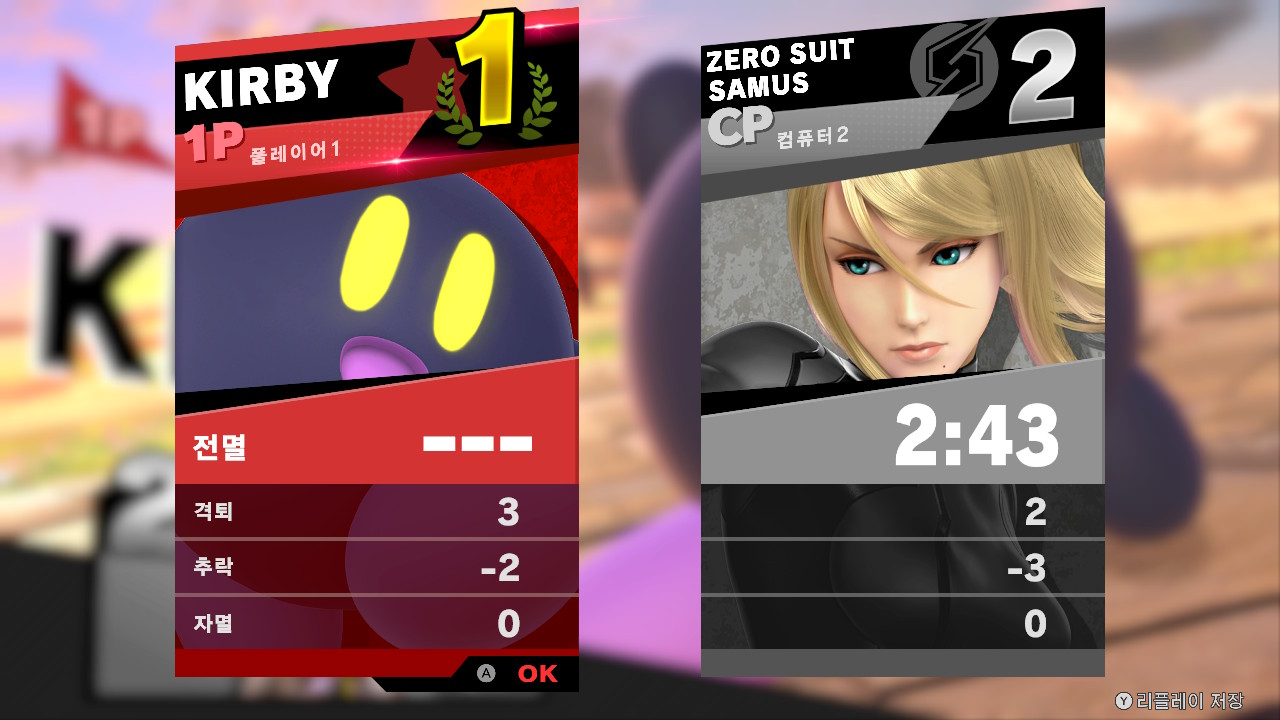 KIRBY
1
1P 플레이어1
전멸 ---
격퇴 3
추락 -2
자멸 0
A OK
ZERO SUIT
SAMUS
2
CP 컴퓨터2
2:43
2
-3
0
Y 리플레이 저장
1P
K
2